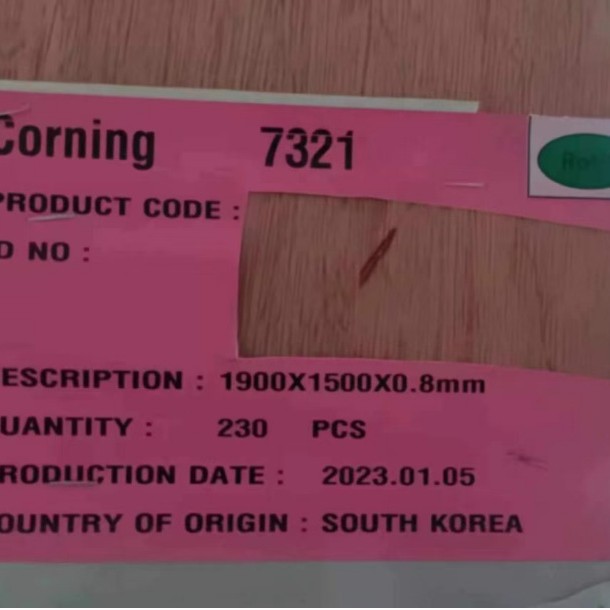 Corning 7321
PRODUCT CODE :
D NO :
ESCRIPTION : 1900X1500X0.8mm
UANTITY : 230 PCS
RODUCTION DATE : 2023.01.05
OUNTRY OF ORIGIN : SOUTH KOREA